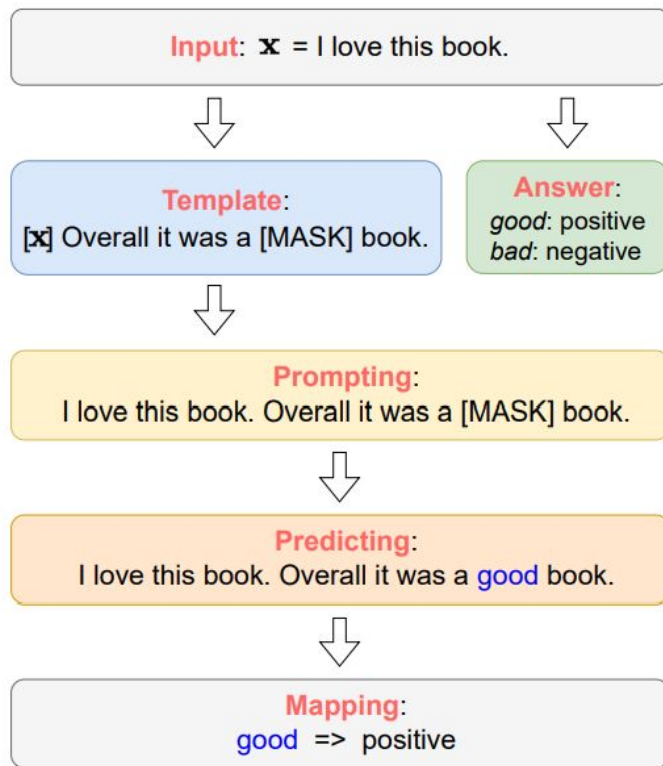 Input: x = I love this book.
Template:
[x] Overall it was a [MASK] book.
Answer:
good: positive
bad: negative
Prompting:
I love this book. Overall it was a [MASK] book.
Predicting:
I love this book. Overall it was a good book.
Mapping:
good => positive